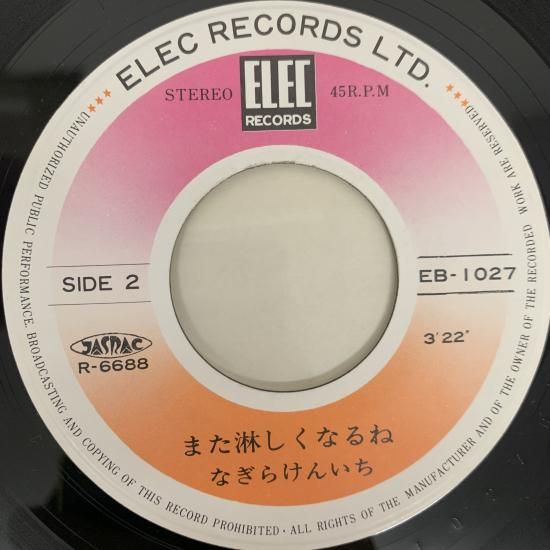 ELEC RECORDS LTD.
STEREO
ELEC
RECORDS
45R.P.M
SIDE 2
EB-1027
JASRAC
R-6688
3'22"
また淋しくなるね
なぎらけんいち
UNAUTHORIZED PUBLIC PERFORMANCE. BROADCASTING AND COPYING OF THIS RECORD PROHIBITED · ALL RIGHTS OF THE MANUFACTURER AND OF THE OWNER OF THE RECORDED WORK ARE RESERVED